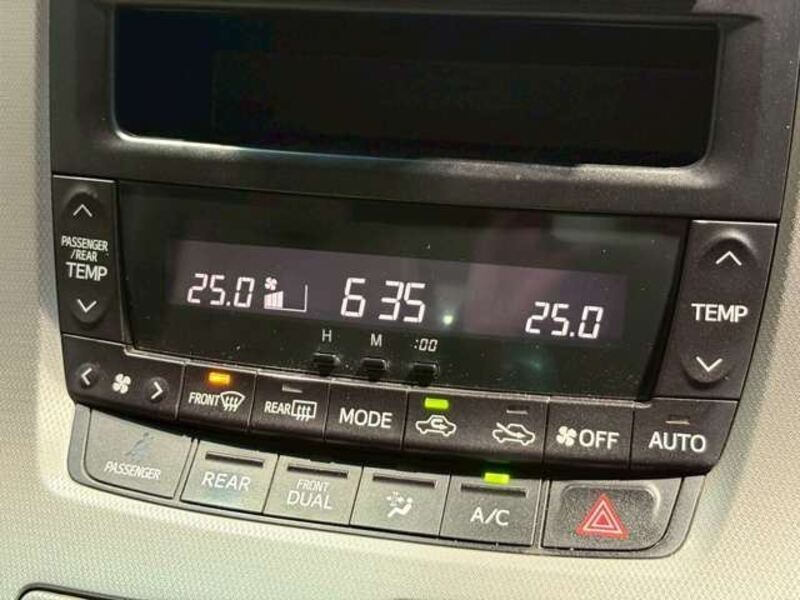 PASSENGER
/REAR
TEMP
25.0
6 35
25.0
TEMP
H
M
:00
FRONT
REAR
MODE
OFF
AUTO
PASSENGER
REAR
FRONT
DUAL
A/C